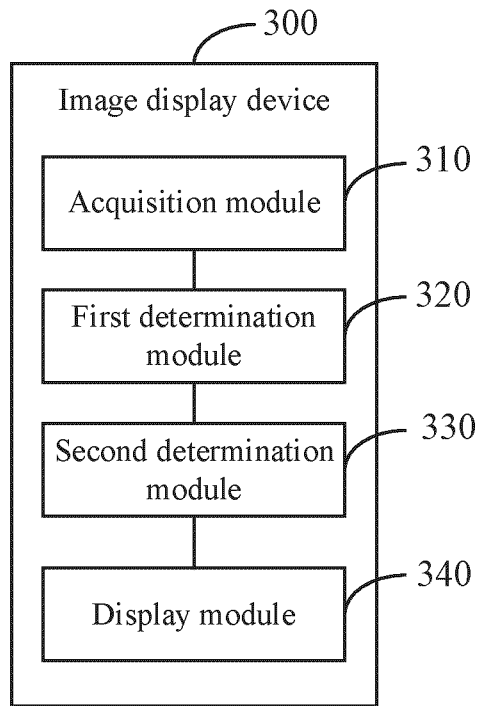 300
Image display device
310
Acquisition module
320
First determination
module
330
Second determination
module
340
Display module